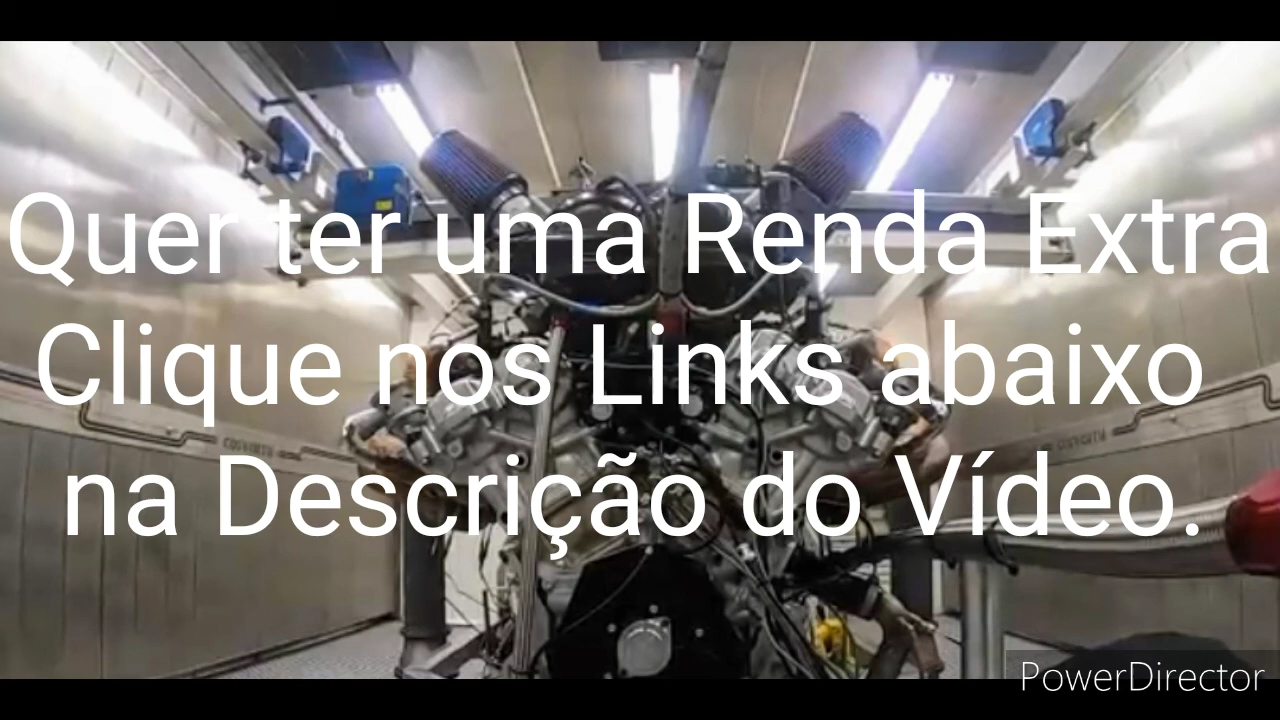 Quer ter uma Renda Extra
Clique nos Links abaixo
na Descrição do Vídeo.
PowerDirector